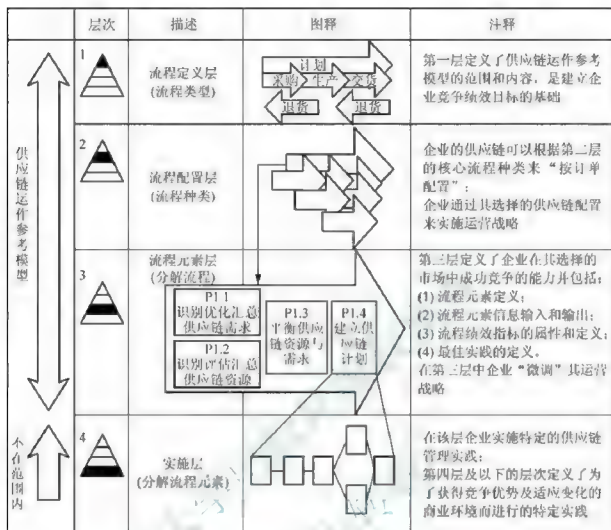 层次
描述
图释
注释
供应链运作参考模型
1
流程定义层
(流程类型)
计划
采购
生产
交货
退货
退货
第一层定义了供应链运作参考
模型的范围和内容，是建立企
业竞争绩效目标的基础
2
流程配置层
(流程种类)
企业的供应链可以根据第二层
的核心流程种类来“按订单
配置”；
企业通过其选择的供应链配置
来实施运营战略
3
流程元素层
(分解流程)
P1.1
识别优化汇总
供应链需求
P1.2
识别评估汇总
供应链资源
P1.3
平衡供应
链资源与
需求
P1.4
建立供
应链
计划
第三层定义了企业在其选择的
市场中成功竞争的能力并包括：
(1) 流程元素定义；
(2) 流程元素信息输入和输出；
(3) 流程绩效指标的属性和定义；
(4) 最佳实践的定义。
在第三层中企业“微调”其运营
战略
不在范围内
4
实施层
(分解流程元素)
在该层企业实施特定的供应链
管理实践；
第四层及以下的层次定义了为
了获得竞争优势及适应变化的
商业环境而进行的特定实践